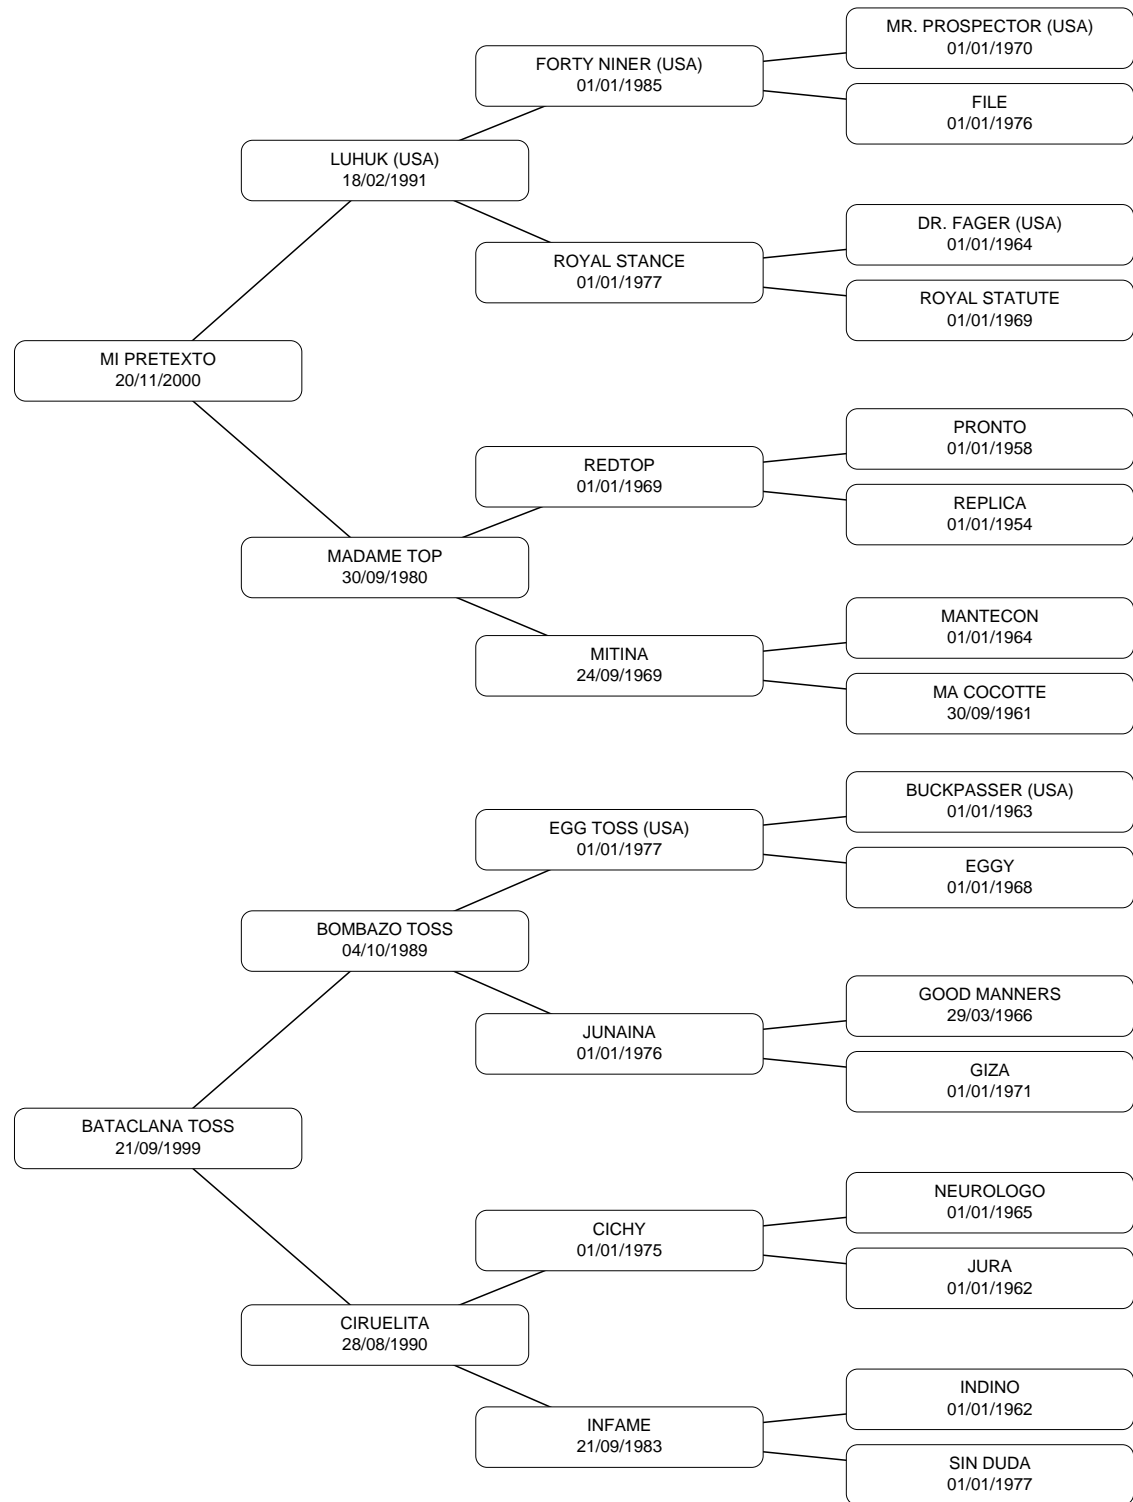 MR. PROSPECTOR (USA)
01/01/1970
FORTY NINER (USA)
01/01/1985
FILE
01/01/1976
LUHUK (USA)
18/02/1991
DR. FAGER (USA)
01/01/1964
ROYAL STANCE
01/01/1977
ROYAL STATUTE
01/01/1969
MI PRETEXTO
20/11/2000
PRONTO
01/01/1958
REDTOP
01/01/1969
REPLICA
01/01/1954
MADAME TOP
30/09/1980
MANTECON
01/01/1964
MITINA
24/09/1969
MA COCOTTE
30/09/1961
BUCKPASSER (USA)
01/01/1963
EGG TOSS (USA)
01/01/1977
EGGY
01/01/1968
BOMBAZO TOSS
04/10/1989
GOOD MANNERS
29/03/1966
JUNAINA
01/01/1976
GIZA
01/01/1971
BATACLANA TOSS
21/09/1999
NEUROLOGO
01/01/1965
CICHY
01/01/1975
JURA
01/01/1962
CIRUELITA
28/08/1990
INDINO
01/01/1962
INFAME
21/09/1983
SIN DUDA
01/01/1977